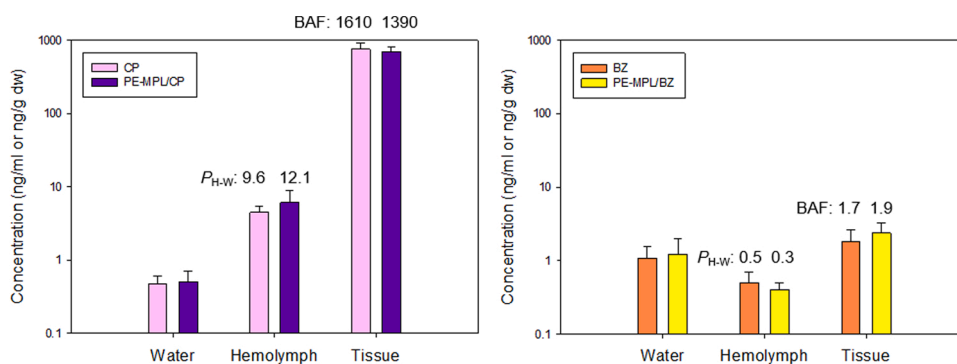 BAF: 1610 1390
1000
100
10
1
0.1
Concentration (ng/ml or ng/g dw)
CP
PE-MPL/CP
P_H-W: 9.6 12.1
Water Hemolymph Tissue
1000
100
10
1
0.1
Concentration (ng/ml or ng/g dw)
BZ
PE-MPL/BZ
BAF: 1.7 1.9
P_H-W: 0.5 0.3
Water Hemolymph Tissue